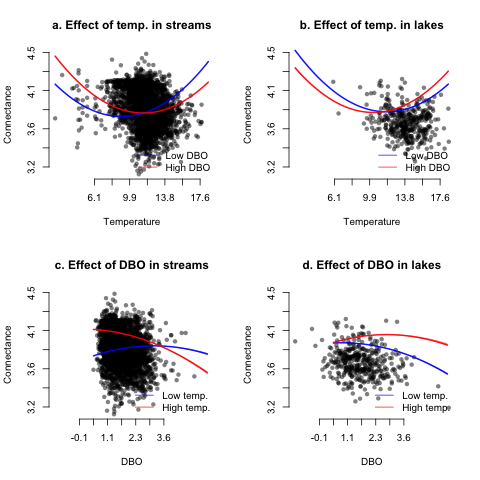 a. Effect of temp. in streams
Connectance
4.5
4.1
3.6
3.2
Low DBO
High DBO
6.1 9.9 13.8 17.6
Temperature
b. Effect of temp. in lakes
Connectance
4.5
4.1
3.6
3.2
Low DBO
High DBO
6.1 9.9 13.8 17.6
Temperature
c. Effect of DBO in streams
Connectance
4.5
4.1
3.6
3.2
Low temp.
High temp.
-0.1 1.1 2.3 3.6
DBO
d. Effect of DBO in lakes
Connectance
4.5
4.1
3.6
3.2
Low temp.
High temp.
-0.1 1.1 2.3 3.6
DBO